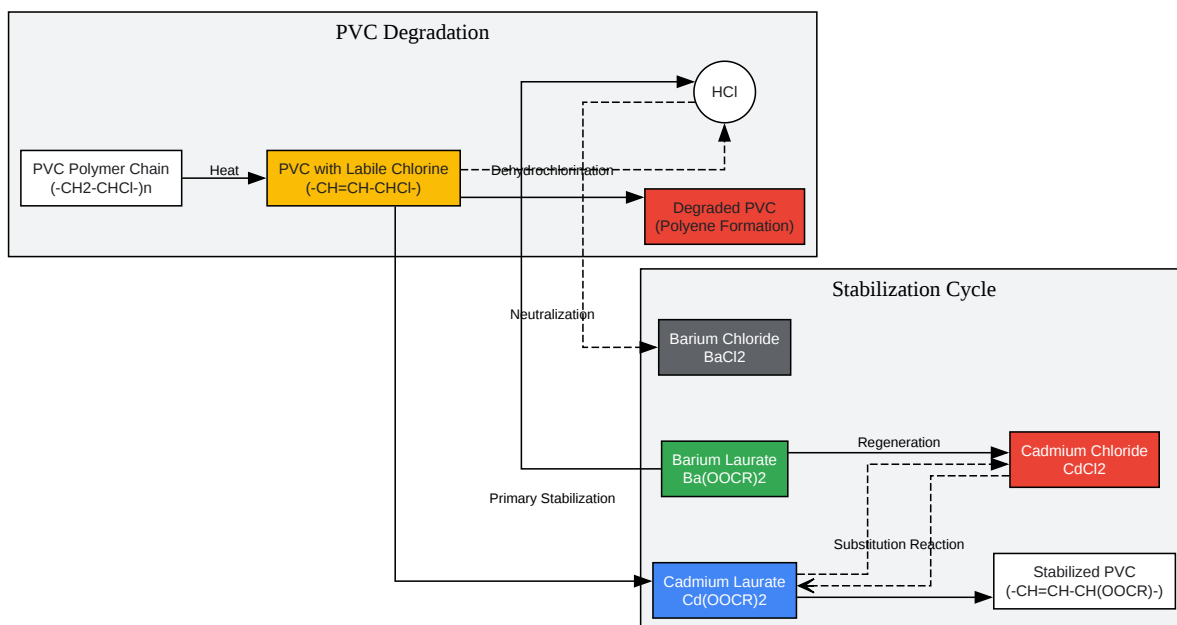 PVC Degradation
HCl
PVC Polymer Chain
(-CH2-CHCl-)n
Heat
PVC with Labile Chlorine
(-CH=CH-CHCl-)
Dehydrochlorination
Degraded PVC
(Polyene Formation)
Stabilization Cycle
Neutralization
Barium Chloride
BaCl2
Barium Laurate
Ba(OOCR)2
Regeneration
Cadmium Chloride
CdCl2
Primary Stabilization
Substitution Reaction
Cadmium Laurate
Cd(OOCR)2
Stabilized PVC
(-CH=CH-CH(OOCR)-)